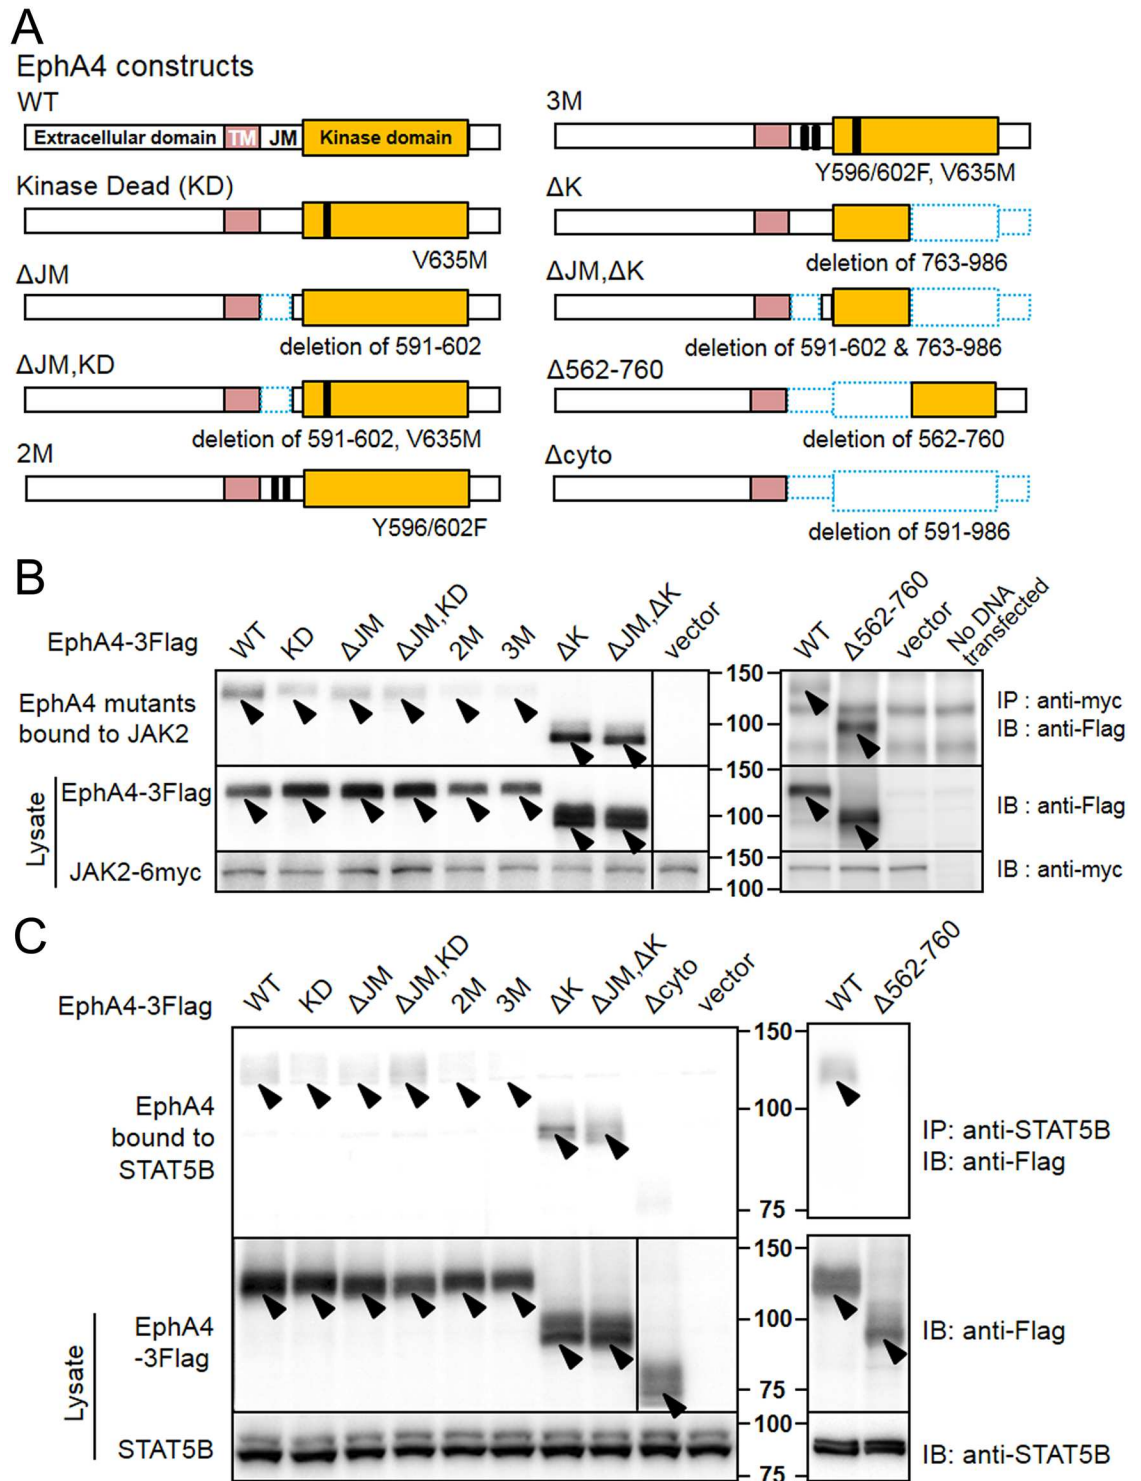 A
EphA4 constructs
WT
Extracellular domain TM JM Kinase domain
Kinase Dead (KD)
V635M
ΔJM
deletion of 591-602
ΔJM,KD
deletion of 591-602, V635M
2M
Y596/602F
3M
Y596/602F, V635M
ΔK
deletion of 763-986
ΔJM,ΔK
deletion of 591-602 & 763-986
Δ562-760
deletion of 562-760
Δcyto
deletion of 591-986
B
EphA4-3Flag WT KD ΔJM ΔJM,KD 2M 3M ΔK ΔJM,ΔK vector WT Δ562-760 vector No DNA
transfected
EphA4 mutants
bound to JAK2
150
100
150
IP : anti-myc
IB : anti-Flag
Lysate
EphA4-3Flag
100
IB : anti-Flag
JAK2-6myc
150
100
IB : anti-myc
C
EphA4-3Flag WT KD ΔJM ΔJM,KD 2M 3M ΔK ΔJM,ΔK Δcyto vector WT Δ562-760
EphA4
bound to
STAT5B
150
100
75
IP: anti-STAT5B
IB: anti-Flag
Lysate
EphA4
-3Flag
150
100
75
IB: anti-Flag
STAT5B
100
75
IB: anti-STAT5B